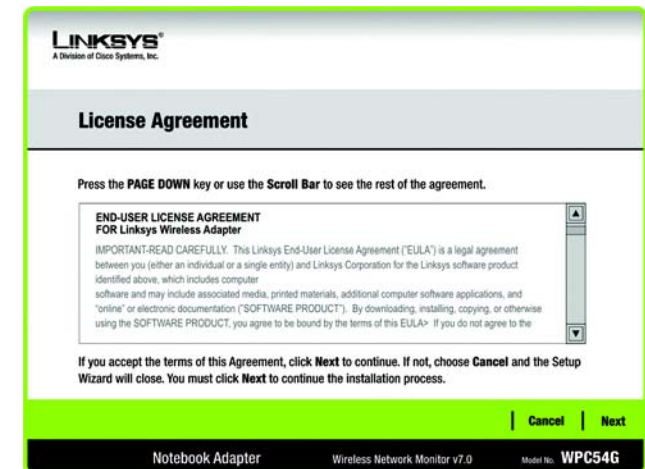 LINKSYS®
A Division of Cisco Systems, Inc.
License Agreement
Press the PAGE DOWN key or use the Scroll Bar to see the rest of the agreement.
END-USER LICENSE AGREEMENT
FOR Linksys Wireless Adapter
IMPORTANT-READ CAREFULLY. This Linksys End-User License Agreement ("EULA") is a legal agreement
between you (either an individual or a single entity) and Linksys Corporation for the Linksys software product
identified above, which includes computer
software and may include associated media, printed materials, additional computer software applications, and
"online" or electronic documentation ("SOFTWARE PRODUCT"). By downloading, installing, copying, or otherwise
using the SOFTWARE PRODUCT, you agree to be bound by the terms of this EULA> If you do not agree to the
If you accept the terms of this Agreement, click Next to continue. If not, choose Cancel and the Setup
Wizard will close. You must click Next to continue the installation process.
Cancel Next
Notebook Adapter Wireless Network Monitor v7.0 Model No. WPC54G